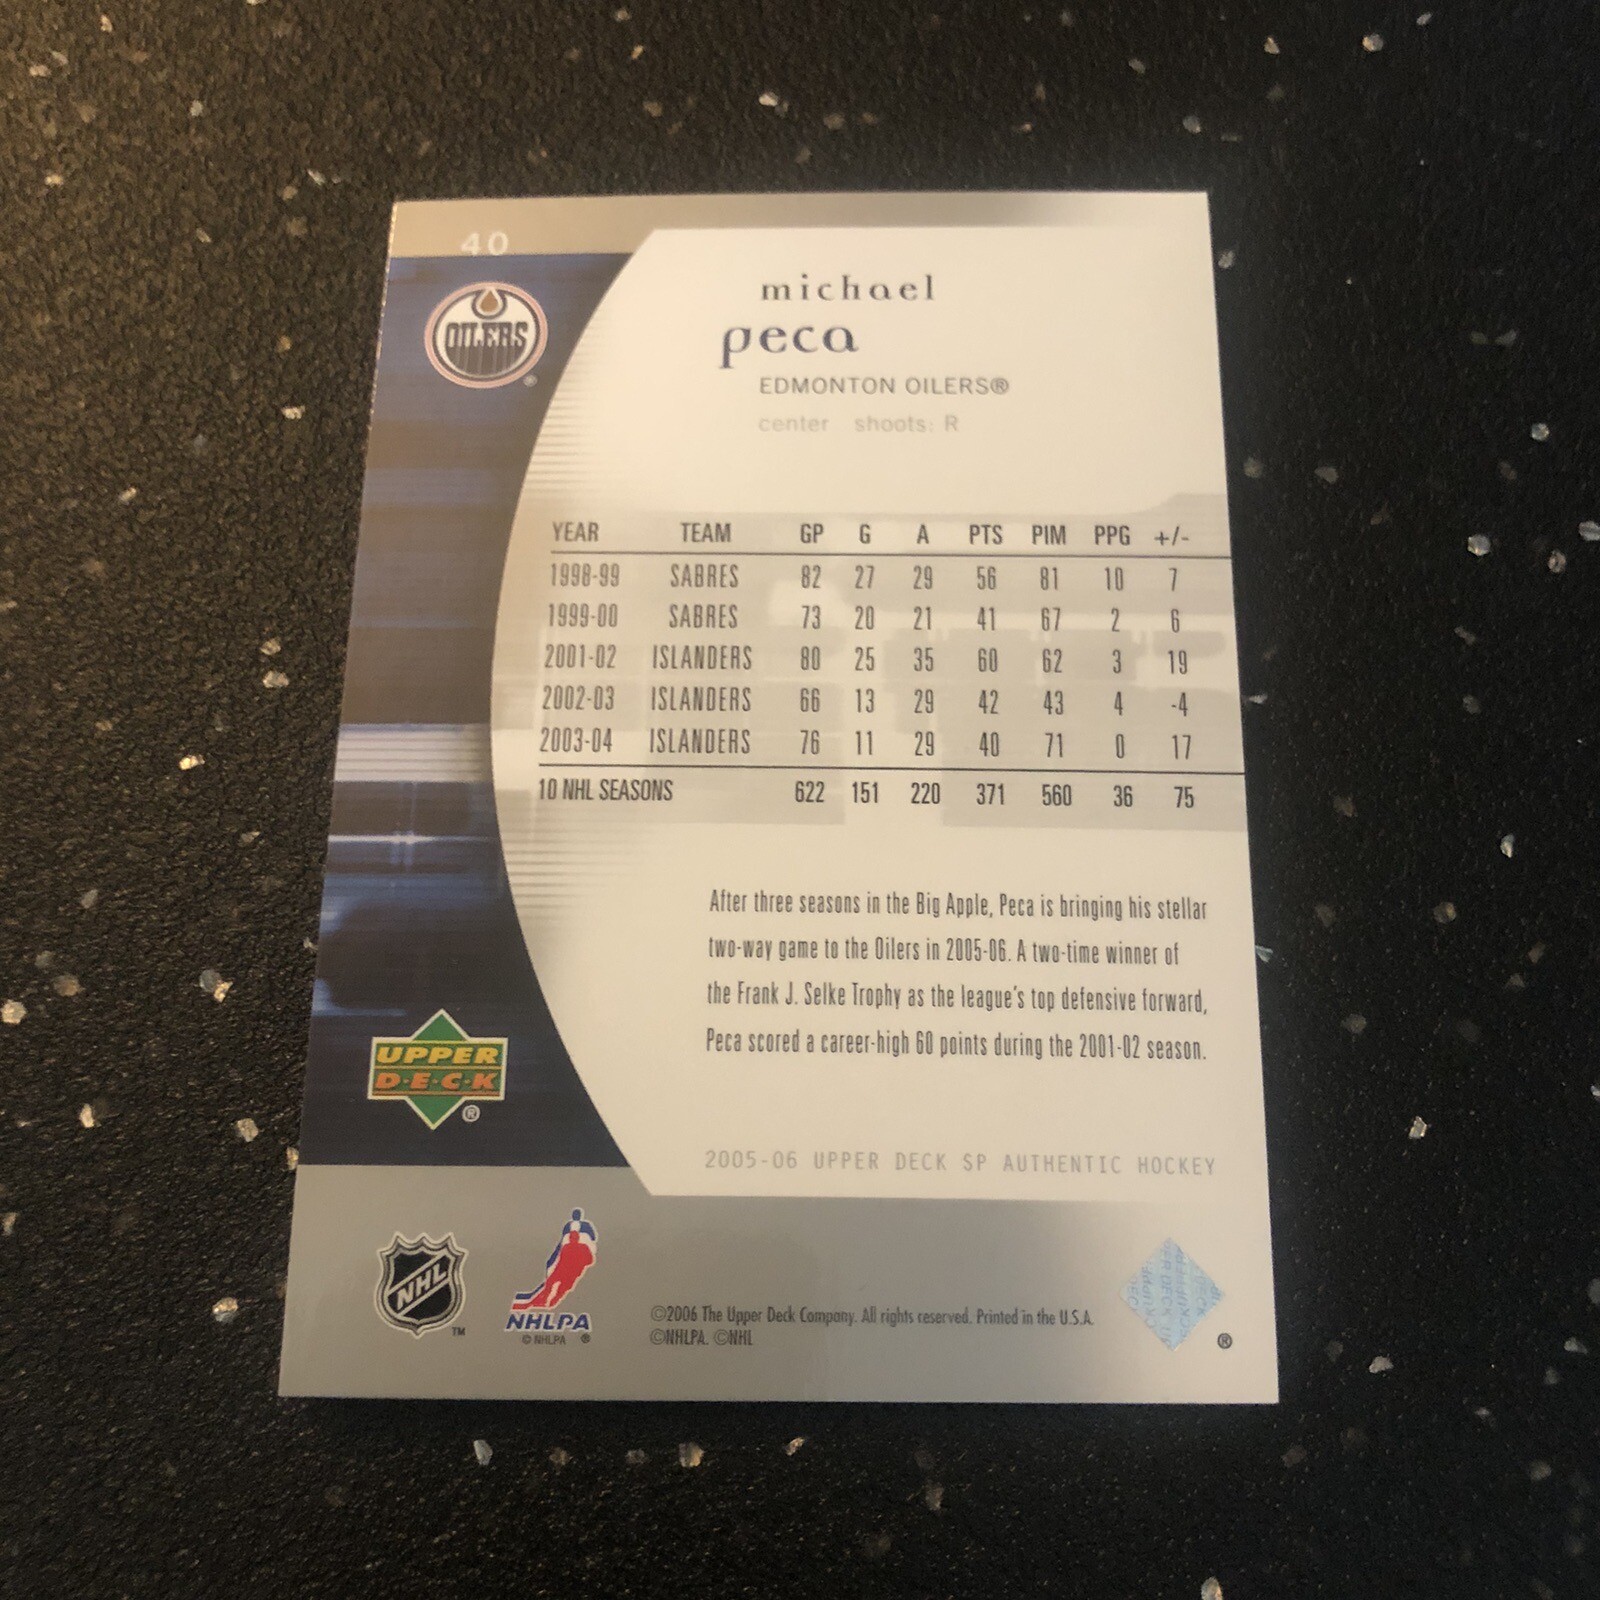 40
OILERS
®
michael
peca
EDMONTON OILERS®
center shoots: R
YEAR TEAM GP G A PTS PIM PPG +/-
1998-99 SABRES 82 27 29 56 81 10 7
1999-00 SABRES 73 20 21 41 67 2 6
2001-02 ISLANDERS 80 25 35 60 62 3 19
2002-03 ISLANDERS 66 13 29 42 43 4 -4
2003-04 ISLANDERS 76 11 29 40 71 0 17
10 NHL SEASONS 622 151 220 371 560 36 75
After three seasons in the Big Apple, Peca is bringing his stellar
two-way game to the Oilers in 2005-06. A two-time winner of
the Frank J. Selke Trophy as the league's top defensive forward,
Peca scored a career-high 60 points during the 2001-02 season.
UPPER
D·E·C·K
®
2005-06 UPPER DECK SP AUTHENTIC HOCKEY
NHL
™
NHLPA
© NHLPA ®
©2006 The Upper Deck Company. All rights reserved. Printed in the U.S.A.
©NHLPA. ©NHL
®